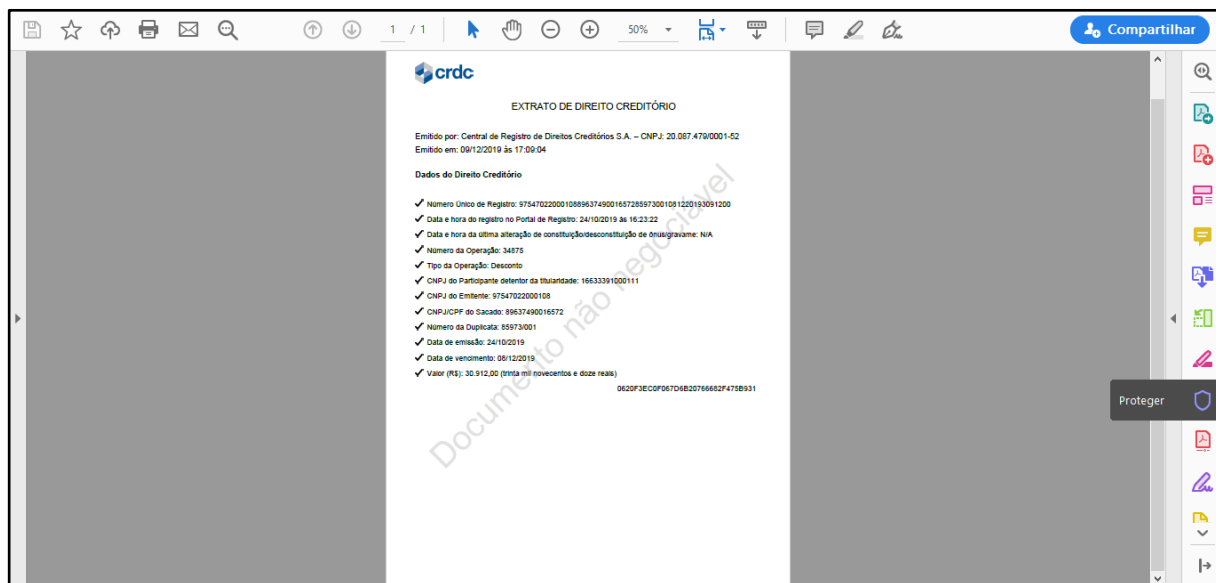 1 / 1
50%
Compartilhar
crdc
EXTRATO DE DIREITO CREDITÓRIO
Emitido por: Central de Registro de Direitos Creditórios S.A. – CNPJ: 20.087.479/0001-52
Emitido em: 09/12/2019 às 17:09:04
Dados do Direito Creditório
Número Único de Registro: 9754702200010889637490016572859730010812201930912​00
Data e hora do registro no Portal de Registro: 24/10/2019 às 16:23:22
Data e hora da última alteração de constituição/desconstituição de ônus/gravame: N/A
Número da Operação: 34875
Tipo da Operação: Desconto
CNPJ do Participante detentor da titularidade: 16633391000111
CNPJ do Emitente: 97547022000108
CNPJ/CPF do Sacado: 89637490016572
Número da Duplicata: 85973/001
Data de emissão: 24/10/2019
Data de vencimento: 08/12/2019
Valor (R$): 30.912,00 (trinta mil novecentos e doze reais)
0620F3EC0F067D6B20766682F475B931
Documento não negociável
Proteger